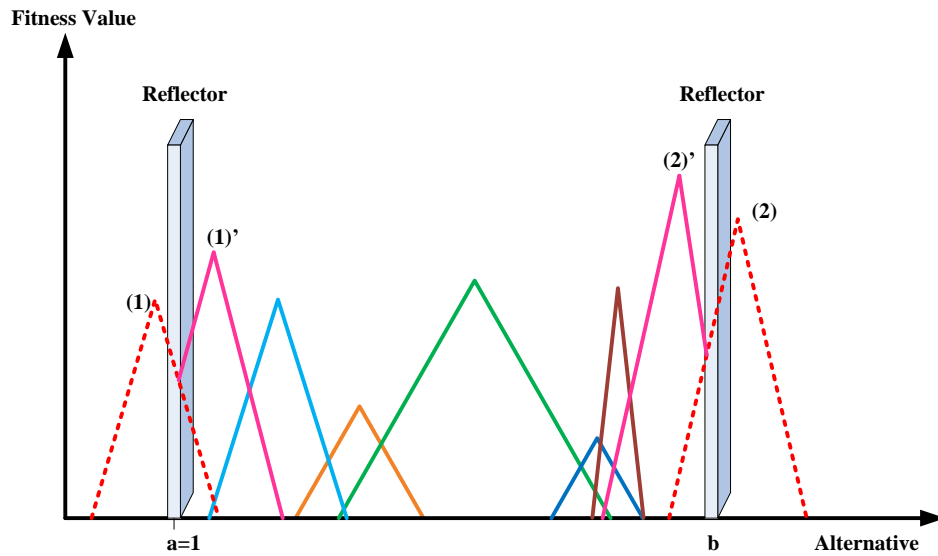 Fitness Value
Reflector
Reflector
(2)’
(2)
(1)’
(1)
a=1
b
Alternative